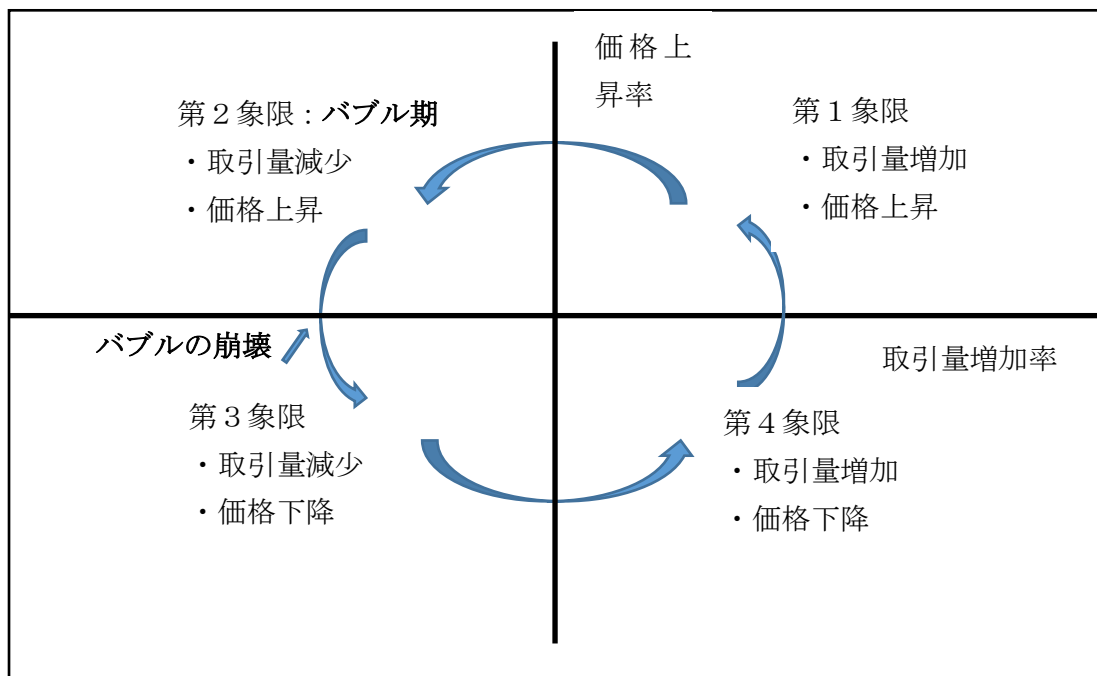 価格上
昇率
第２象限：バブル期
・取引量減少
・価格上昇
第１象限
・取引量増加
・価格上昇
バブルの崩壊
取引量増加率
第３象限
・取引量減少
・価格下降
第４象限
・取引量増加
・価格下降